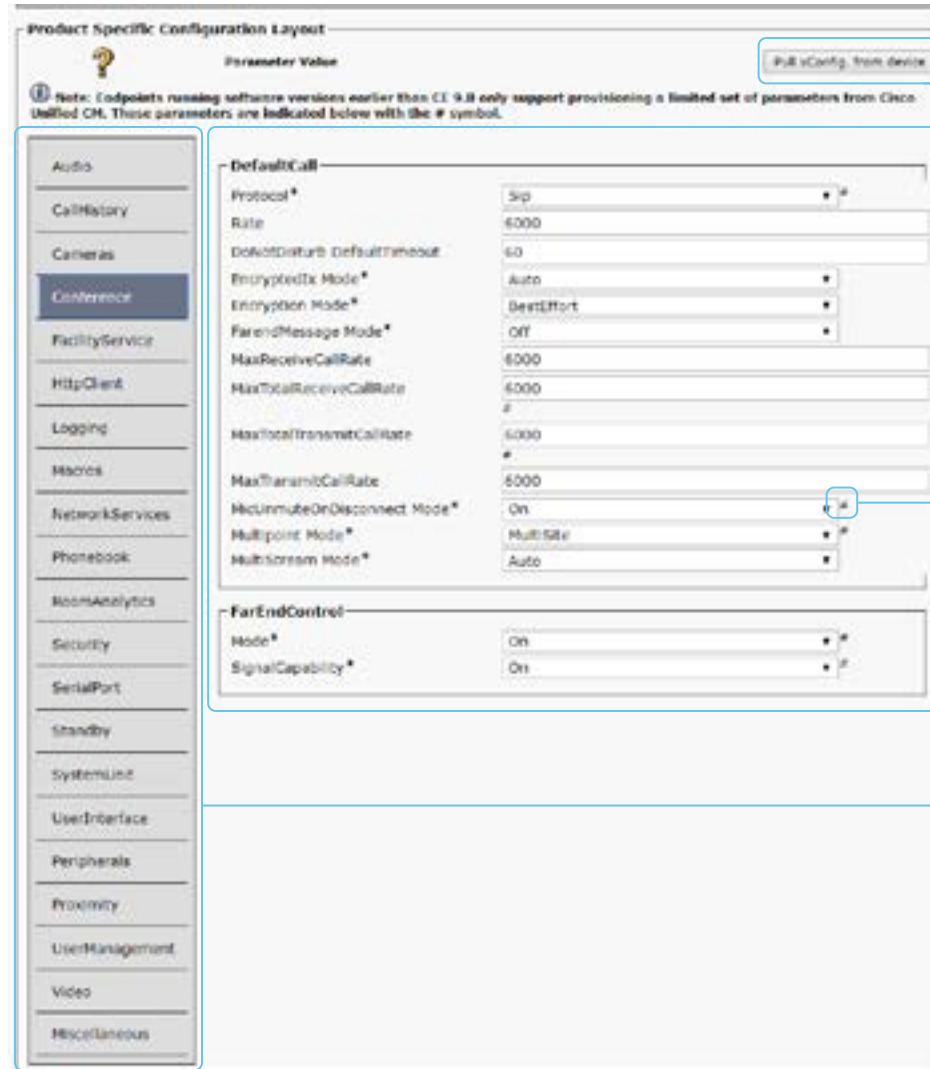 Product Specific Configuration Layout
?
Parameter Value
Pull xConfig. from device
Note: Endpoints running software versions earlier than CE 9.8 only support provisioning a limited set of parameters from Cisco
Unified CM. These parameters are indicated below with the # symbol.
Audio
CallHistory
Cameras
Conference
FacilityService
HttpClient
Logging
Macros
NetworkServices
Phonebook
RoomAnalytics
Security
SerialPort
Standby
SystemUnit
UserInterface
Peripherals
Proximity
UserManagement
Video
Miscellaneous
DefaultCall
Protocol* Sip #
Rate 6000
DoNotDisturb DefaultTimeout 60
EncryptedIx Mode* Auto
Encryption Mode* BestEffort
FarendMessage Mode* Off
MaxReceiveCallRate 6000
MaxTotalReceiveCallRate 6000
#
MaxTotalTransmitCallRate 6000
#
MaxTransmitCallRate 6000
MicUnmuteOnDisconnect Mode* On #
Multipoint Mode* MultiSite #
MultiStream Mode* Auto
FarEndControl
Mode* On #
SignalCapability* On #